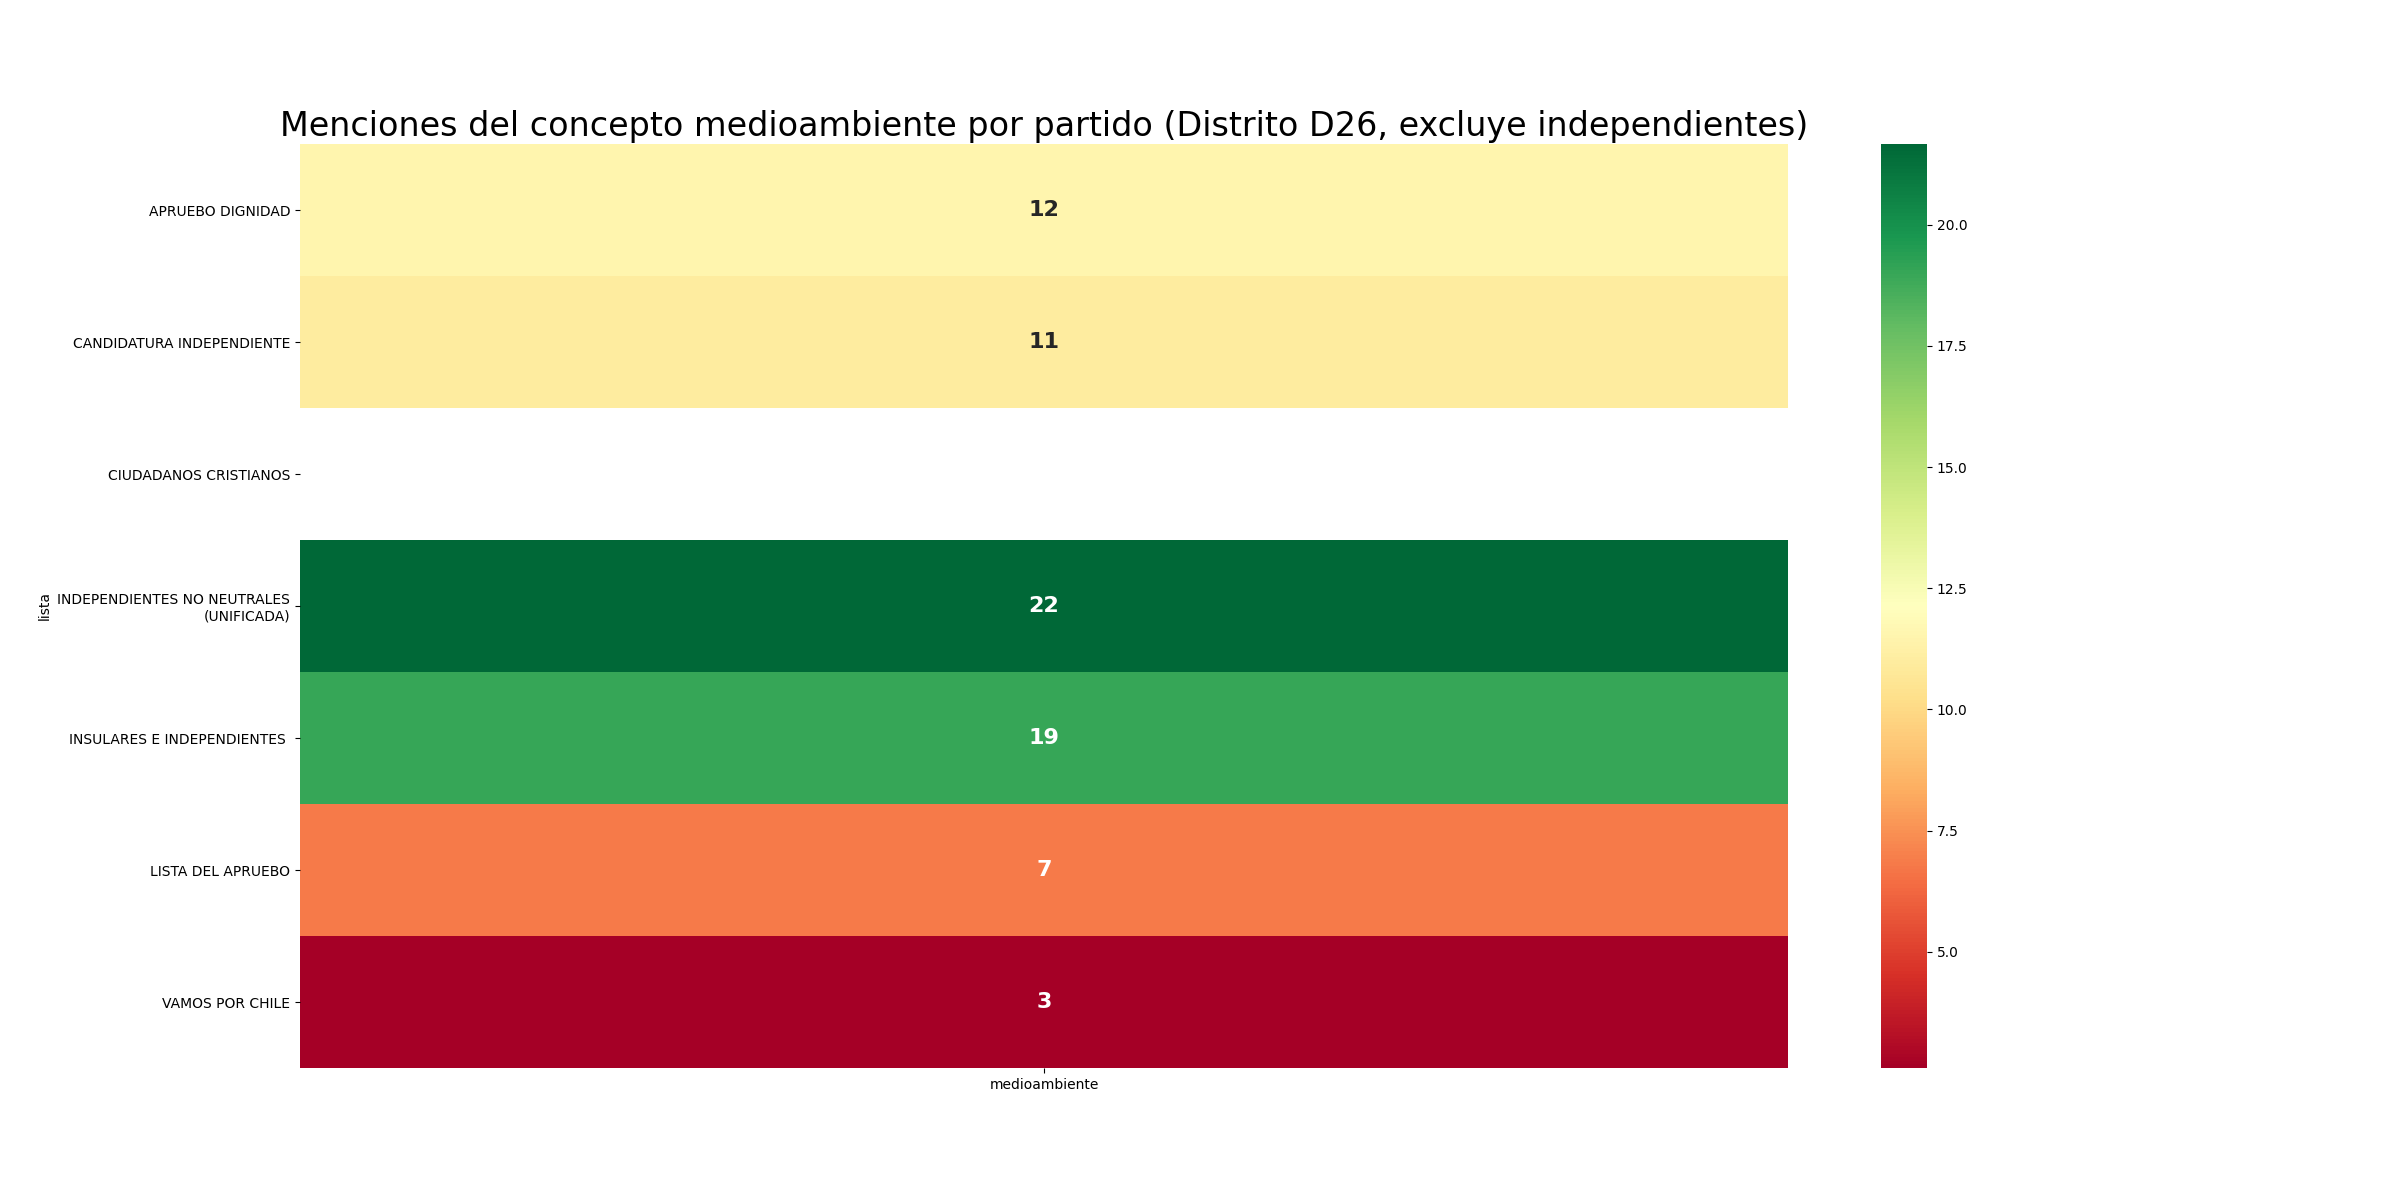 Menciones del concepto medioambiente por partido (Distrito D26, excluye independientes)
lista
APRUEBO DIGNIDAD
12
CANDIDATURA INDEPENDIENTE
11
CIUDADANOS CRISTIANOS
INDEPENDIENTES NO NEUTRALES
(UNIFICADA)
22
INSULARES E INDEPENDIENTES
19
LISTA DEL APRUEBO
7
VAMOS POR CHILE
3
medioambiente
20.0
17.5
15.0
12.5
10.0
7.5
5.0